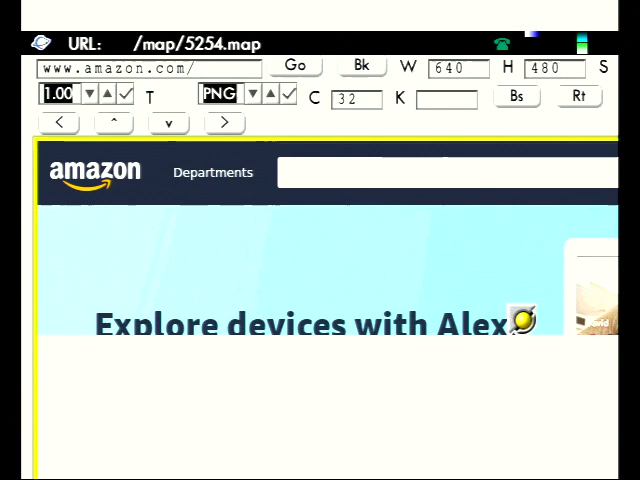 URL: /map/5254.map
www.amazon.com/ Go Bk W 640 H 480 S
1.00 T PNG C 32 K Bs Rt
< ^ v >
amazon Departments
Explore devices with Alex